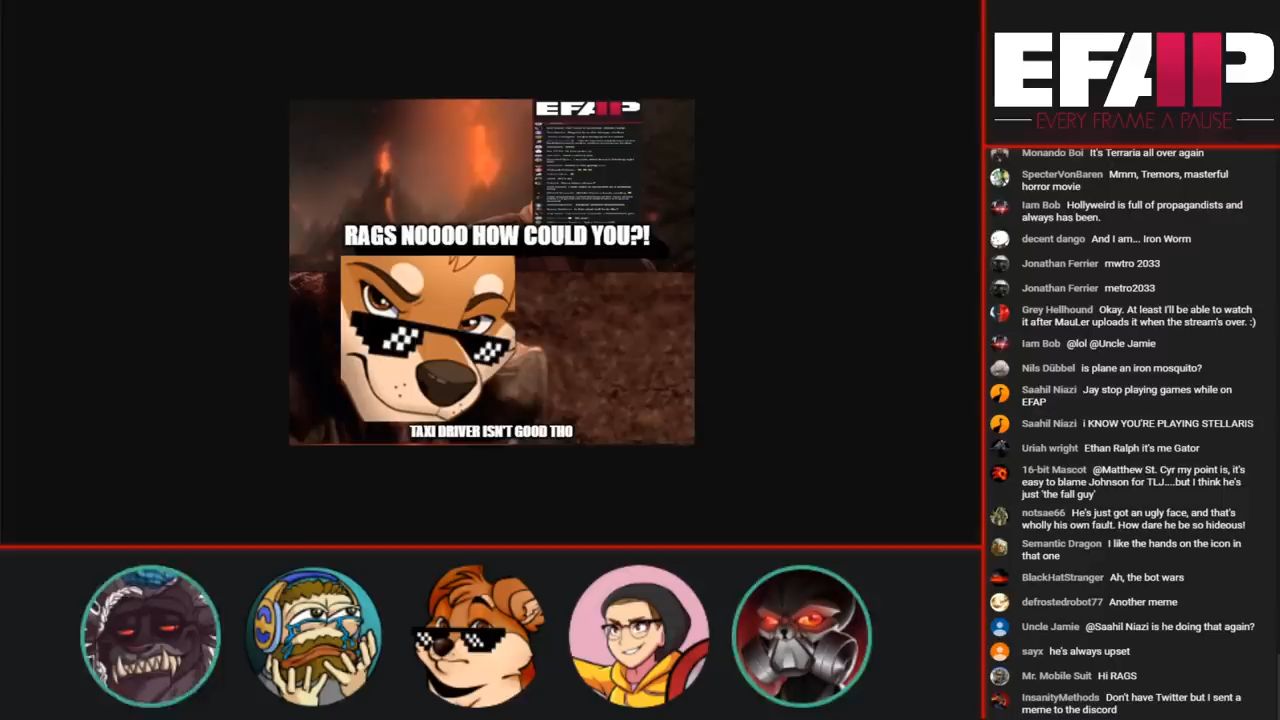 EFAP
RAGS NOOOO HOW COULD YOU?!
TAXI DRIVER ISN'T GOOD THO
EFAP
EVERY FRAME A PAUSE
Monando Boi It's Terraria all over again
SpecterVonBaren Mmm, Tremors, masterful
horror movie
Iam Bob Hollyweird is full of propagandists and
always has been.
decent dango And I am... Iron Worm
Jonathan Ferrier mwtro 2033
Jonathan Ferrier metro2033
Grey Hellhound Okay. At least I'll be able to watch
it after MauLer uploads it when the stream's over. :)
Iam Bob @lol @Uncle Jamie
Nils Dübbel is plane an iron mosquito?
Saahil Niazi Jay stop playing games while on
EFAP
Saahil Niazi i KNOW YOU'RE PLAYING STELLARIS
Uriah wright Ethan Ralph it's me Gator
16-bit Mascot @Matthew St. Cyr my point is, it's
easy to blame Johnson for TLJ....but I think he's
just 'the fall guy'
notsae66 He's just got an ugly face, and that's
wholly his own fault. How dare he be so hideous!
Semantic Dragon I like the hands on the icon in
that one
BlackHatStranger Ah, the bot wars
defrostedrobot77 Another meme
Uncle Jamie @Saahil Niazi is he doing that again?
sayx he's always upset
Mr. Mobile Suit Hi RAGS
InsanityMethods Don't have Twitter but I sent a
meme to the discord